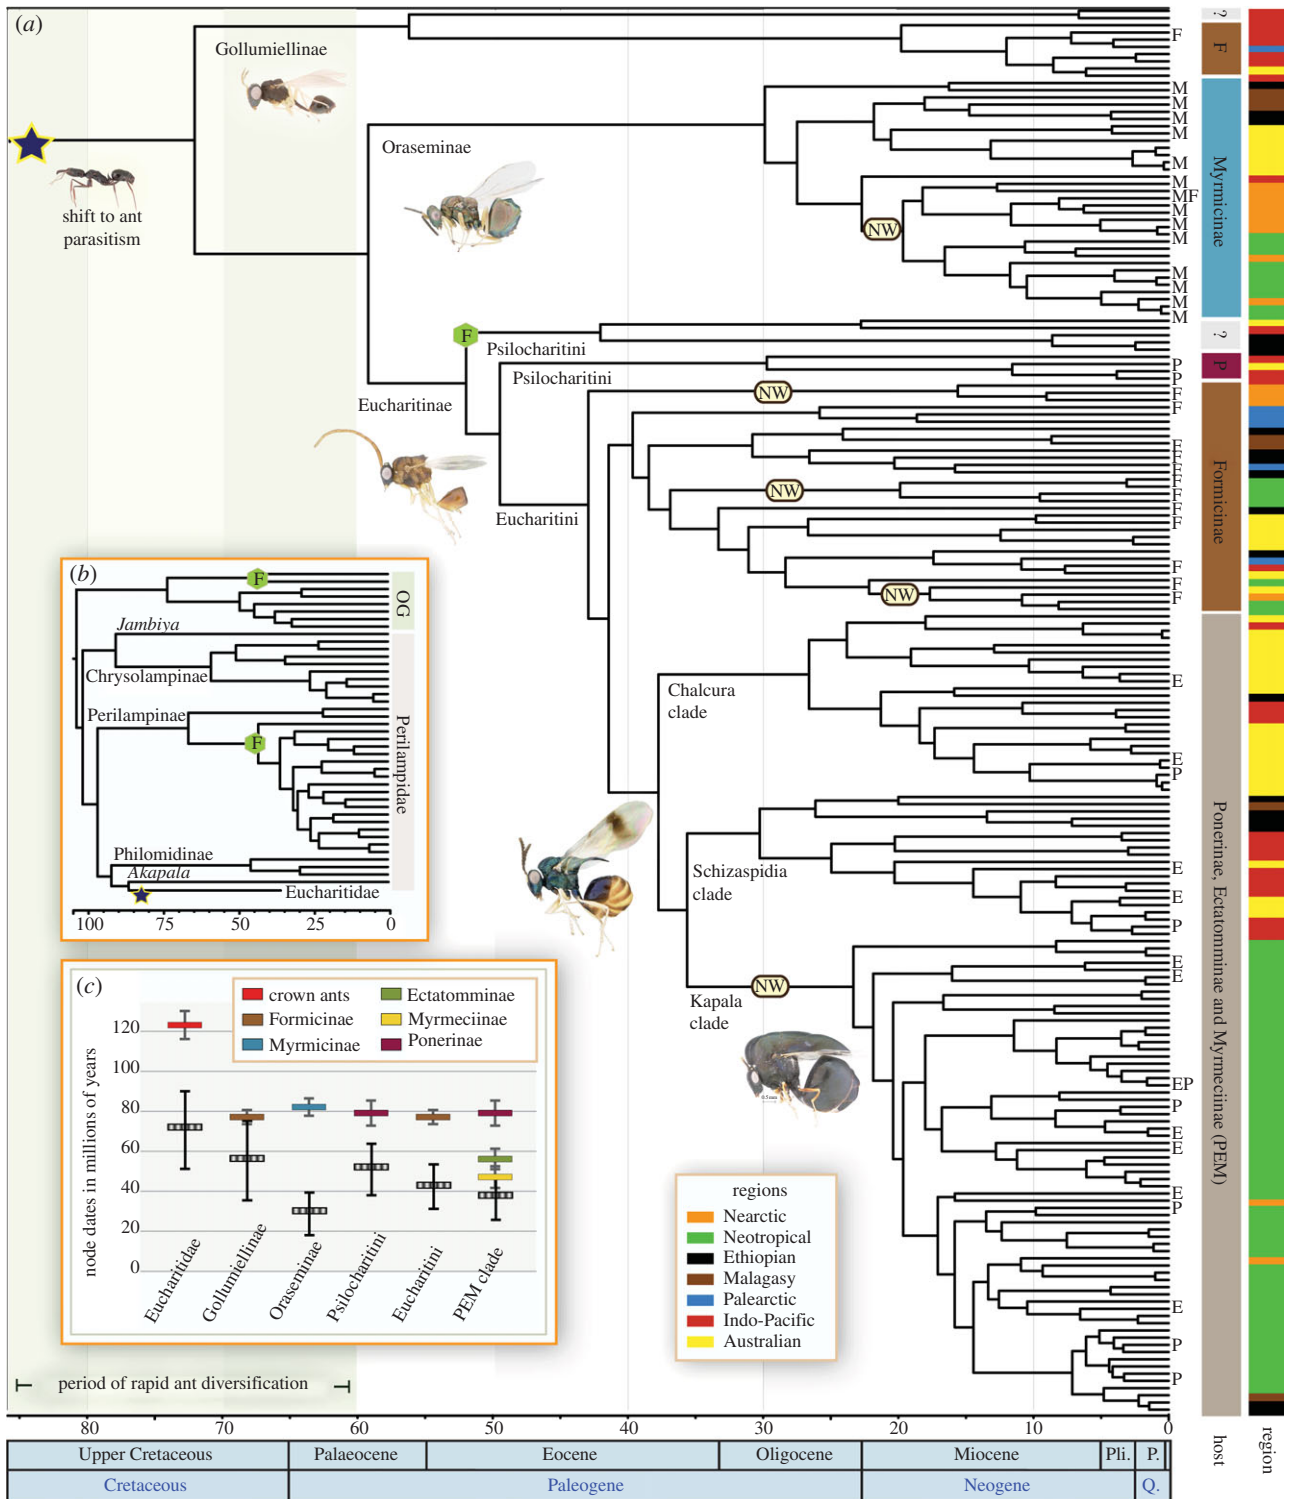 (a)
Gollumiellinae
shift to ant
parasitism
Oraseminae
NW
F
Psilocharitini
Psilocharitini
Eucharitinae
NW
NW
Eucharitini
NW
Chalcura
clade
Schizaspidia
clade
NW
Kapala
clade
0.5 mm
F
M
M
M
M
M
M
MF
M
M
M
M
M
M
M
P
P
F
F
F
F
F
F
F
F
F
F
F
E
E
P
E
E
P
E
E
EP
P
E
E
E
P
E
P
P
?
F
Myrmicinae
?
P
Formicinae
Ponerinae, Ectatomminae and Myrmeciinae (PEM)
host
region
(b)
F
OG
Jambiya
Chrysolampinae
Perilampinae
F
Perilampidae
Philomidinae
Akapala
Eucharitidae
100 75 50 25 0
(c)
crown ants
Formicinae
Myrmicinae
Ectatomminae
Myrmeciinae
Ponerinae
node dates in millions of years
120
100
80
60
40
20
0
Eucharitidae
Gollumiellinae
Oraseminae
Psilocharitini
Eucharitini
PEM clade
regions
Nearctic
Neotropical
Ethiopian
Malagasy
Palearctic
Indo-Pacific
Australian
period of rapid ant diversification
80 70 60 50 40 30 20 10 0
Upper Cretaceous Palaeocene Eocene Oligocene Miocene Pli. P.
Cretaceous Paleogene Neogene Q.